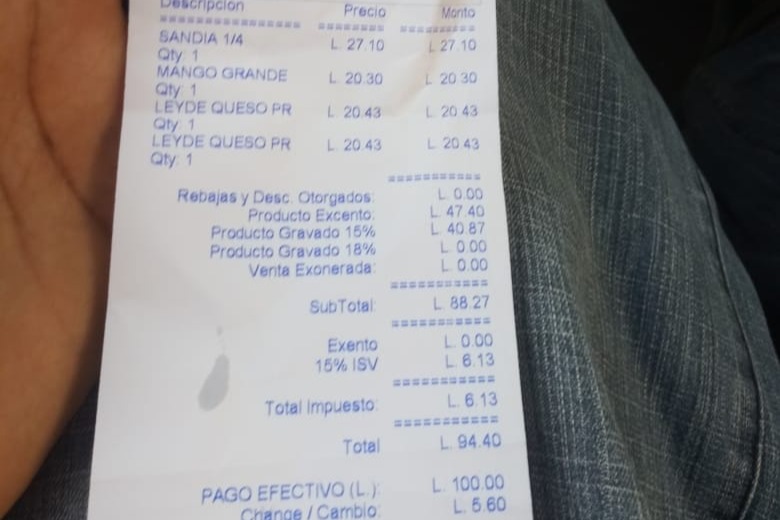 Descripcion Precio Monto
=============== ======== =========
SANDIA 1/4 L. 27.10 L 27.10
Qty: 1
MANGO GRANDE L. 20.30 L. 20.30
Qty: 1
LEYDE QUESO PR L. 20.43 L. 20.43
Qty: 1
LEYDE QUESO PR L. 20.43 L. 20.43
Qty: 1
==========
Rebajas y Desc. Otorgados: L. 0.00
Producto Excento: L. 47.40
Producto Gravado 15% L. 40.87
Producto Gravado 18% L. 0.00
Venta Exonerada: L. 0.00
==========
SubTotal: L. 88.27
==========
Exento L. 0.00
15% ISV L. 6.13
==========
Total Impuesto: L. 6.13
==========
Total L. 94.40
PAGO EFECTIVO (L.): L. 100.00
Change / Cambio: L. 5.60